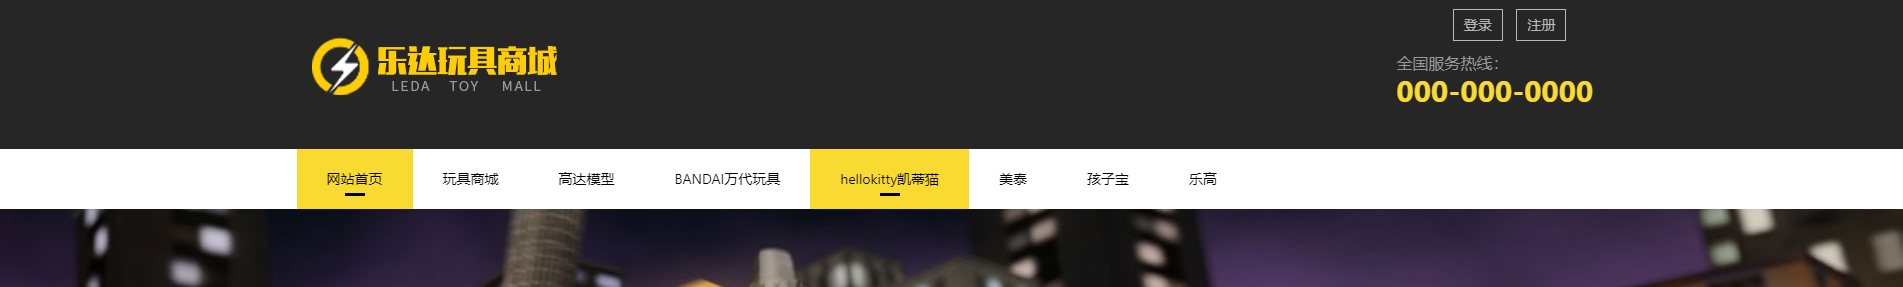 登录 注册
乐达玩具商城
LEDA TOY MALL
全国服务热线：
000-000-0000
网站首页 玩具商城 高达模型 BANDAI万代玩具 hellokitty凯蒂猫 美泰 孩子宝 乐高